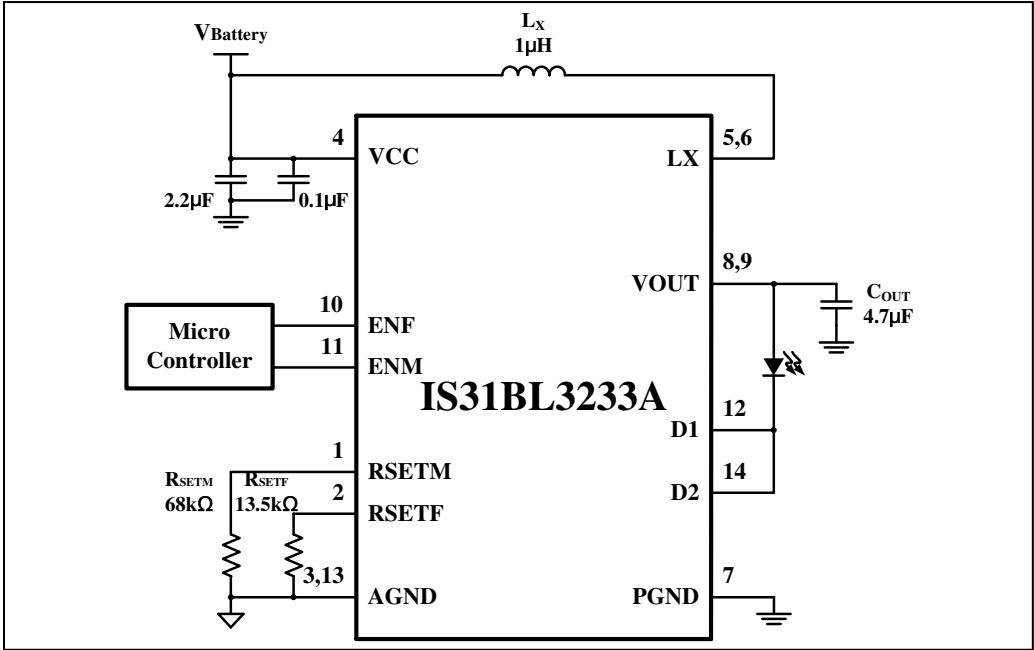 VBattery
LX
1µH
4
VCC
5,6
LX
2.2µF
0.1µF
8,9
VOUT
COUT
4.7µF
10
ENF
Micro
Controller
11
ENM
IS31BL3233A
12
D1
1
RSETM
14
D2
RSETM
68kΩ
RSETF
13.5kΩ
2
RSETF
3,13
AGND
7
PGND